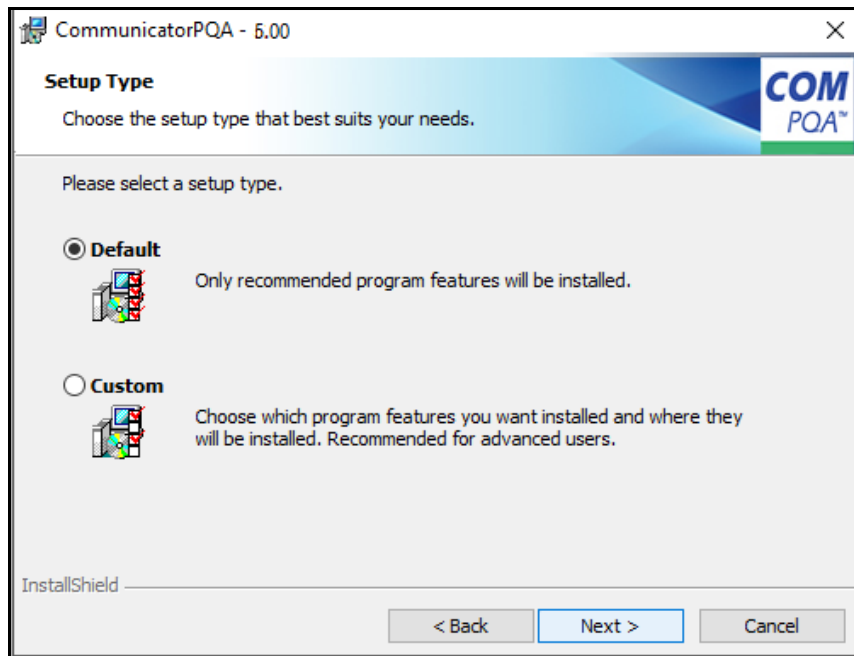 CommunicatorPQA - 5.00
Setup Type
Choose the setup type that best suits your needs.
COM
PQA™
Please select a setup type.
Default
Only recommended program features will be installed.
Custom
Choose which program features you want installed and where they
will be installed. Recommended for advanced users.
InstallShield
< Back
Next >
Cancel